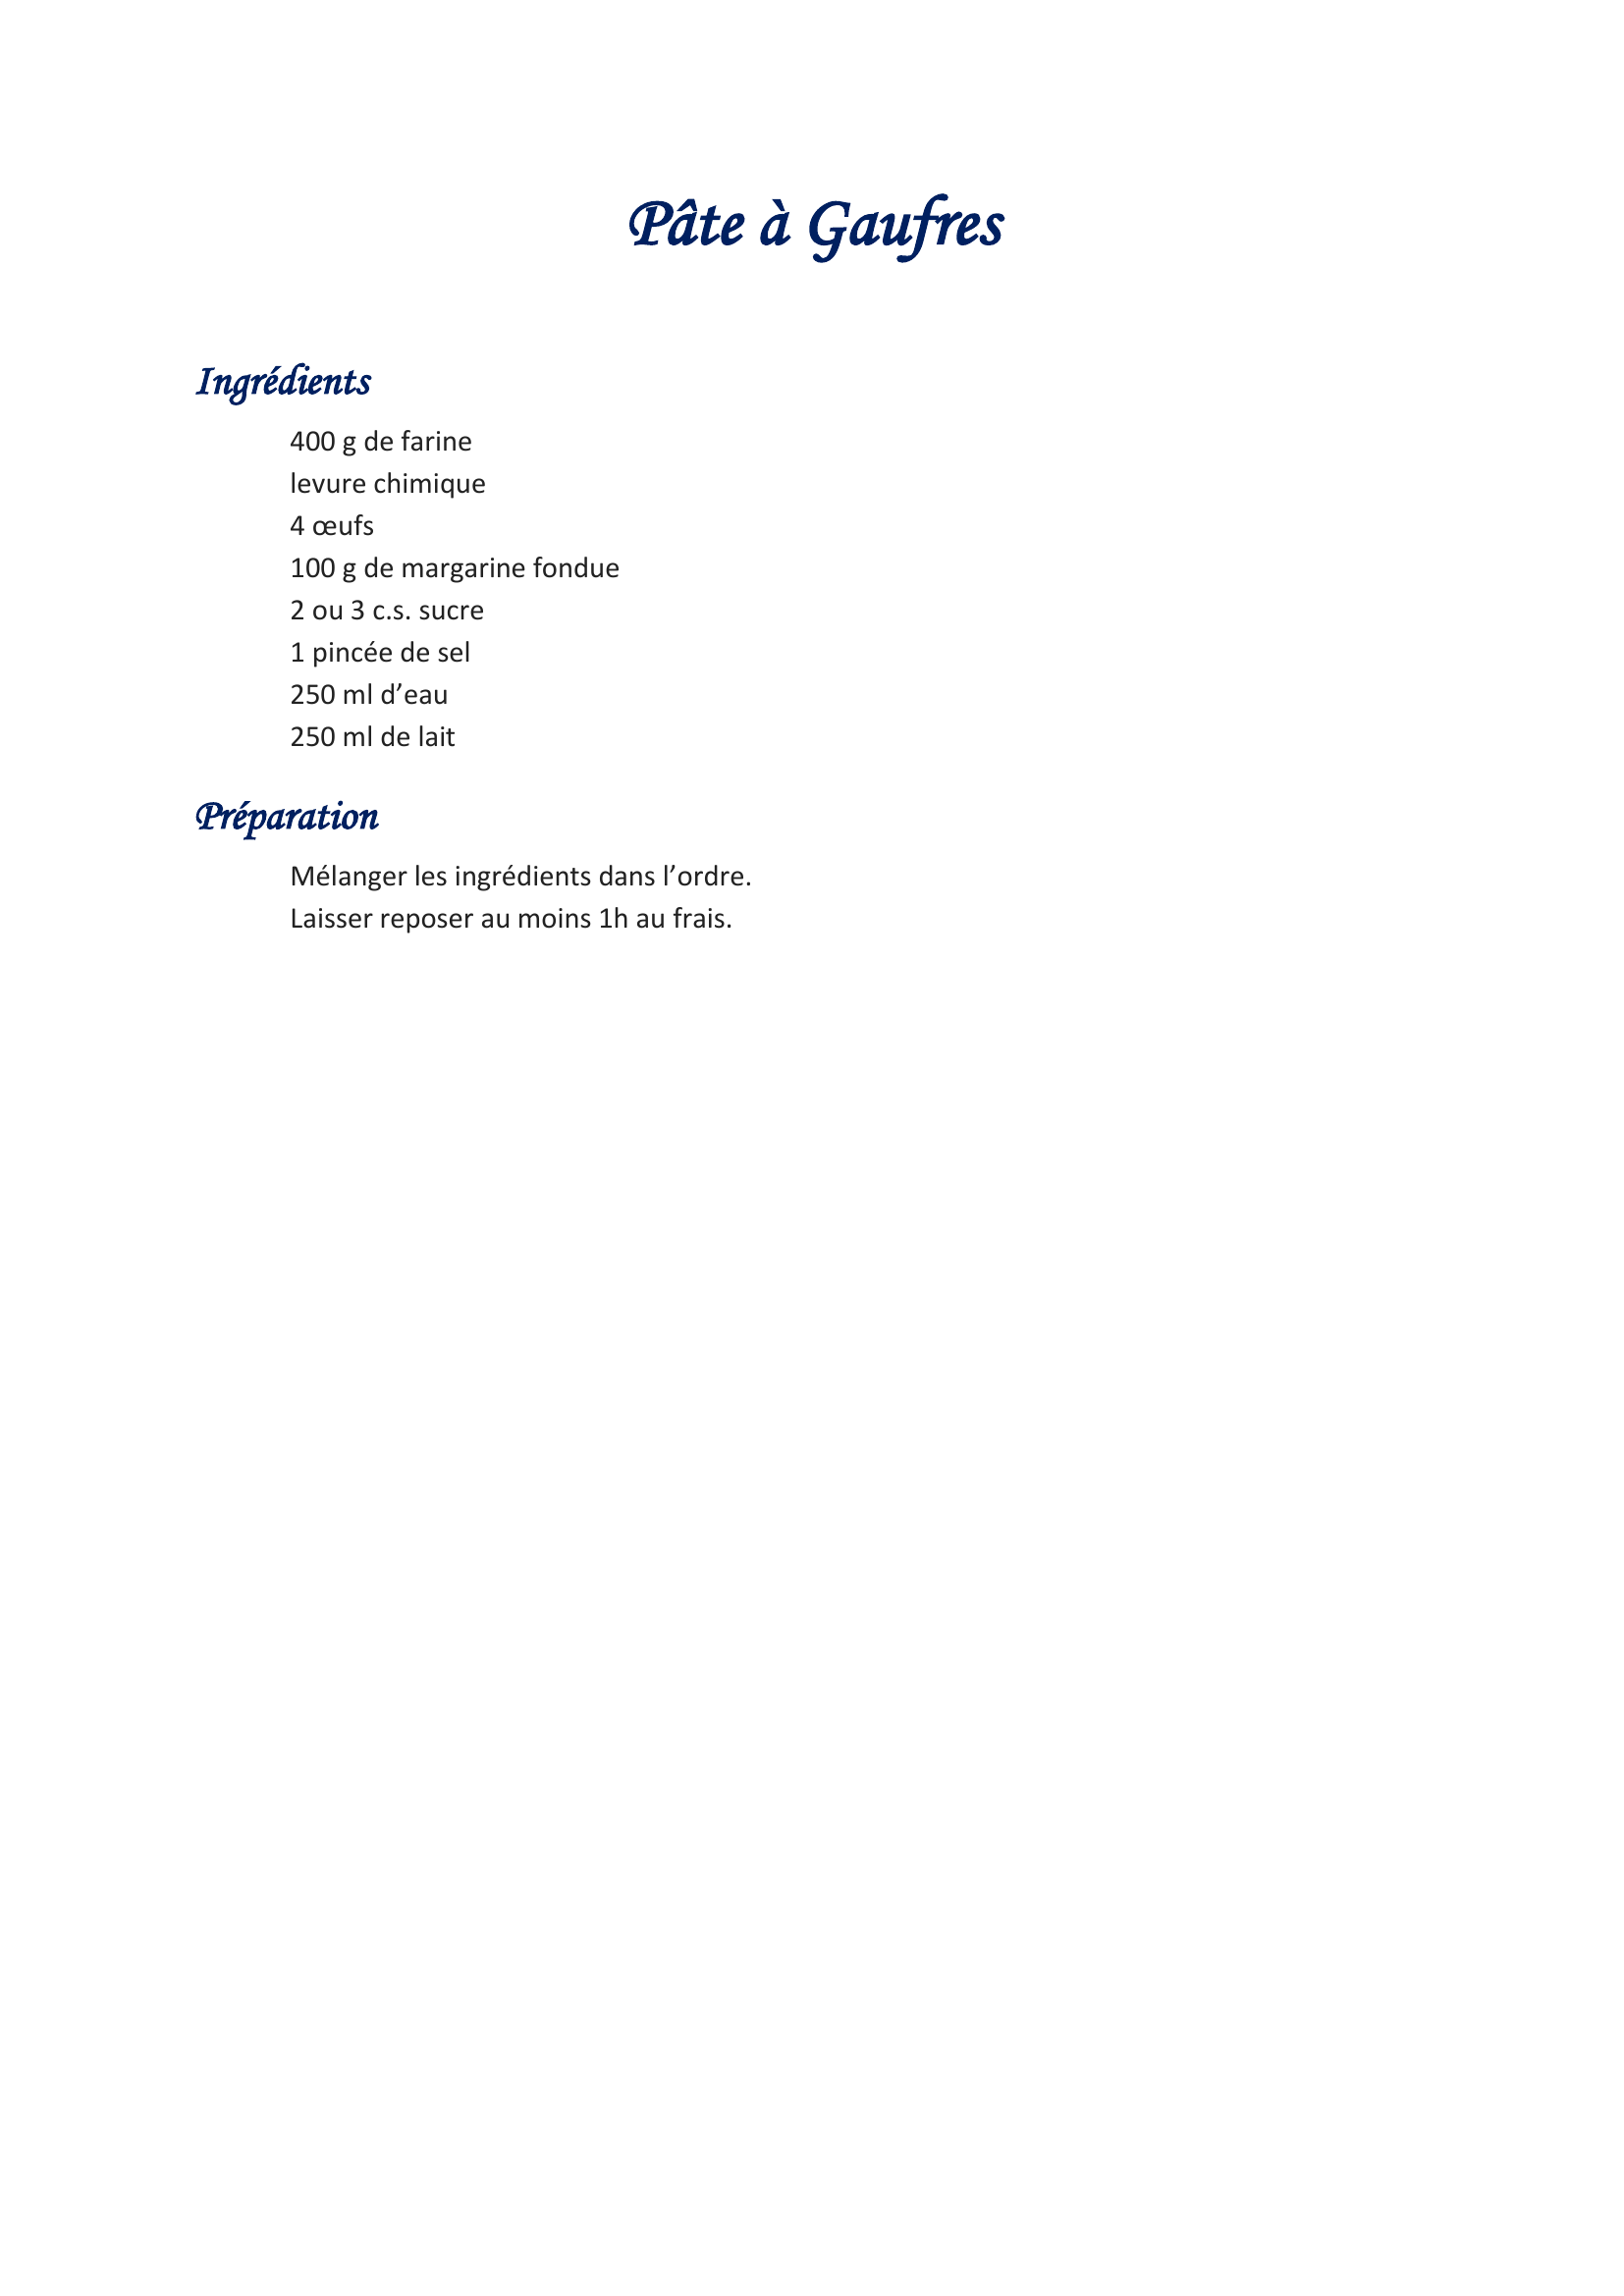 Pâte à Gaufres
Ingrédients
400 g de farine
levure chimique
4 œufs
100 g de margarine fondue
2 ou 3 c.s. sucre
1 pincée de sel
250 ml d’eau
250 ml de lait
Préparation
Mélanger les ingrédients dans l’ordre.
Laisser reposer au moins 1h au frais.